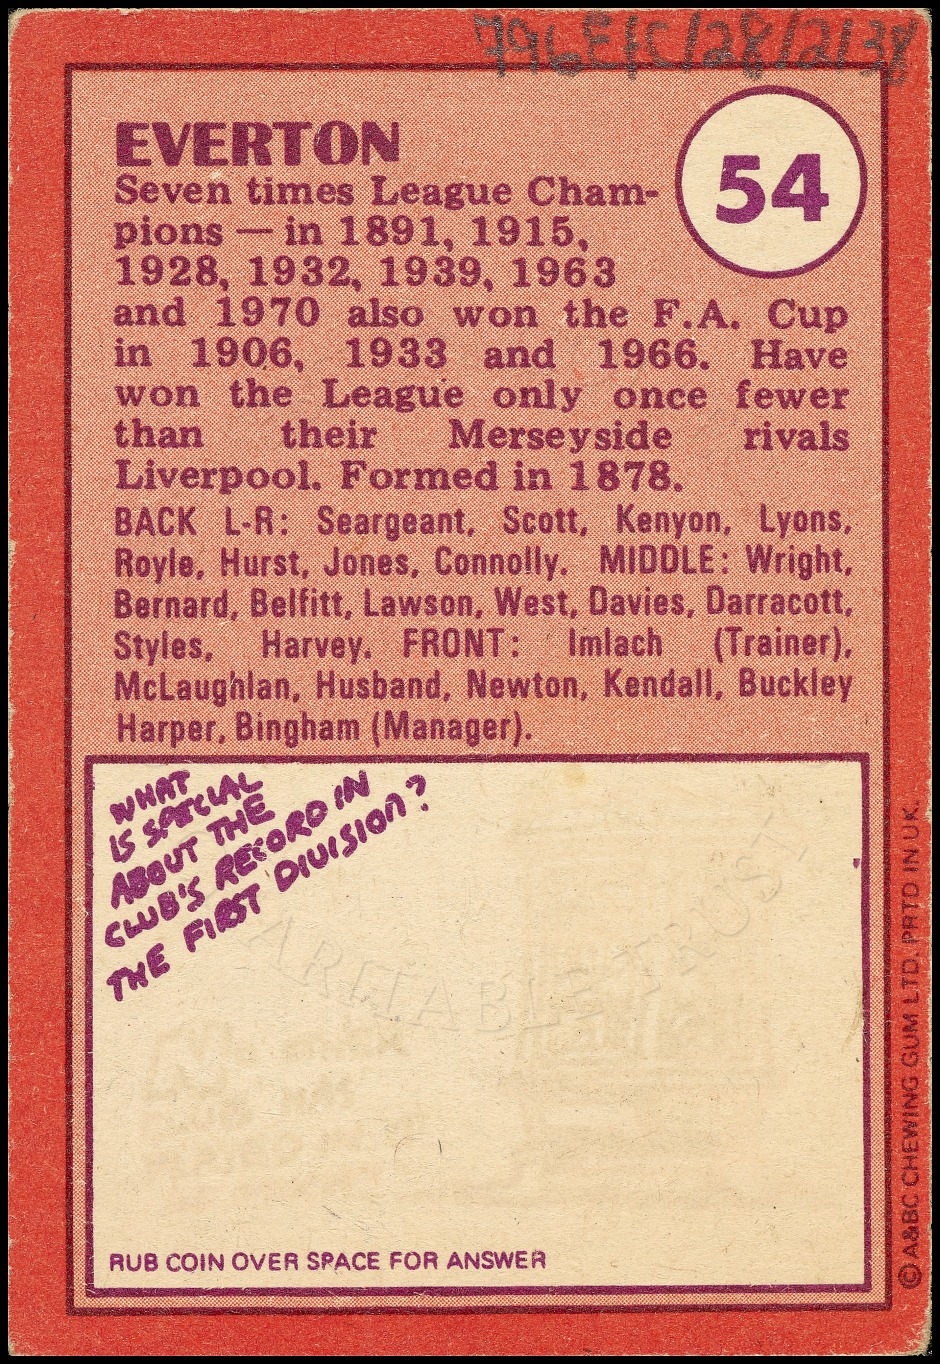 796EFC/28/2/38
EVERTON
54
Seven times League Cham-
pions — in 1891, 1915,
1928, 1932, 1939, 1963
and 1970 also won the F.A. Cup
in 1906, 1933 and 1966. Have
won the League only once fewer
than their Merseyside rivals
Liverpool. Formed in 1878.
BACK L-R: Seargeant, Scott, Kenyon, Lyons,
Royle, Hurst, Jones, Connolly. MIDDLE: Wright,
Bernard, Belfitt, Lawson, West, Davies, Darracott,
Styles, Harvey. FRONT: Imlach (Trainer),
McLaughlan, Husband, Newton, Kendall, Buckley
Harper, Bingham (Manager).
WHAT
IS SPECIAL
ABOUT THE
CLUB'S RECORD IN
THE FIRST DIVISION?
ARITABLE TRUST
RUB COIN OVER SPACE FOR ANSWER
© A&BC CHEWING GUM LTD. PRTD IN UK.